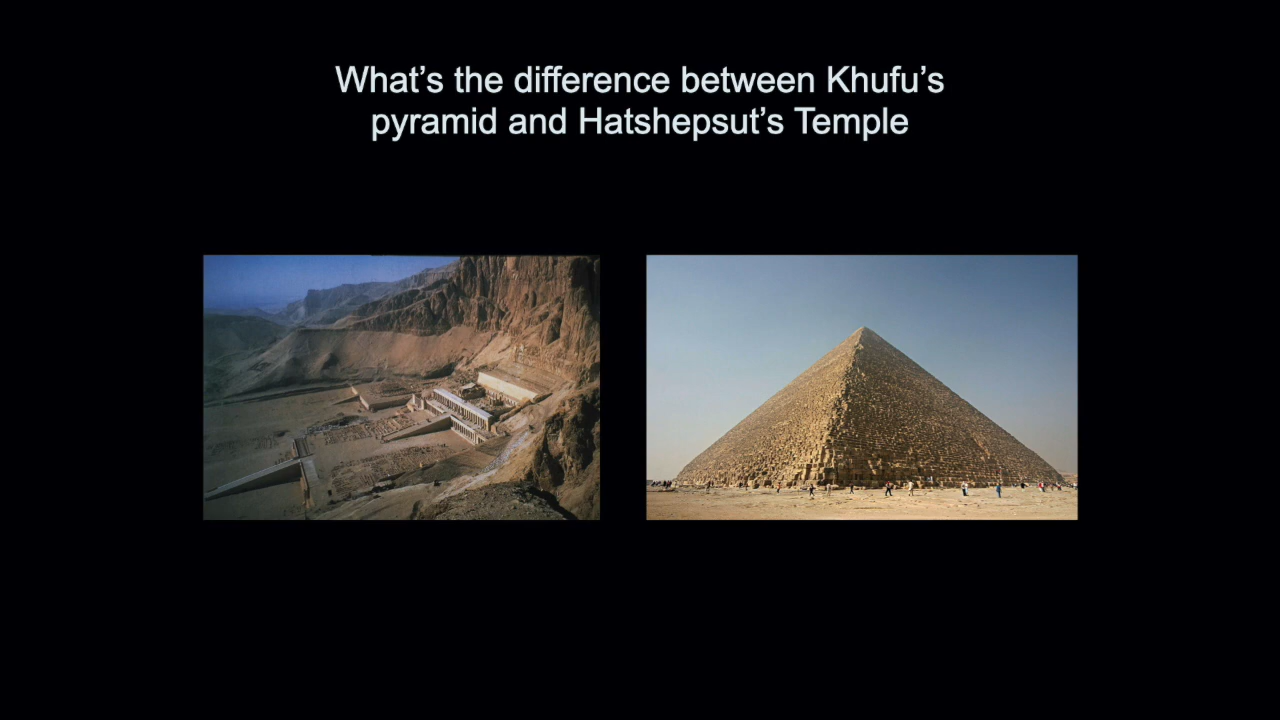 What’s the difference between Khufu’s
pyramid and Hatshepsut’s Temple